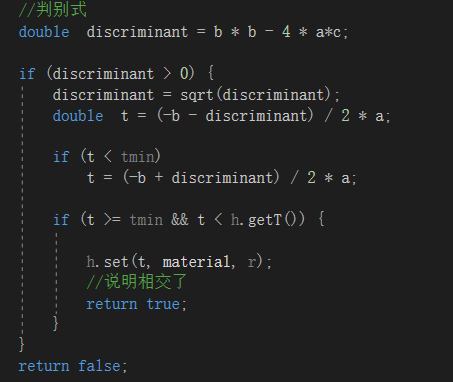 //判别式
double  discriminant = b * b - 4 * a*c;
if (discriminant > 0) {
discriminant = sqrt(discriminant);
double  t = (-b - discriminant) / 2 * a;
if (t < tmin)
t = (-b + discriminant) / 2 * a;
if (t >= tmin && t < h.getT()) {
h.set(t, material, r);
//说明相交了
return true;
}
}
return false;